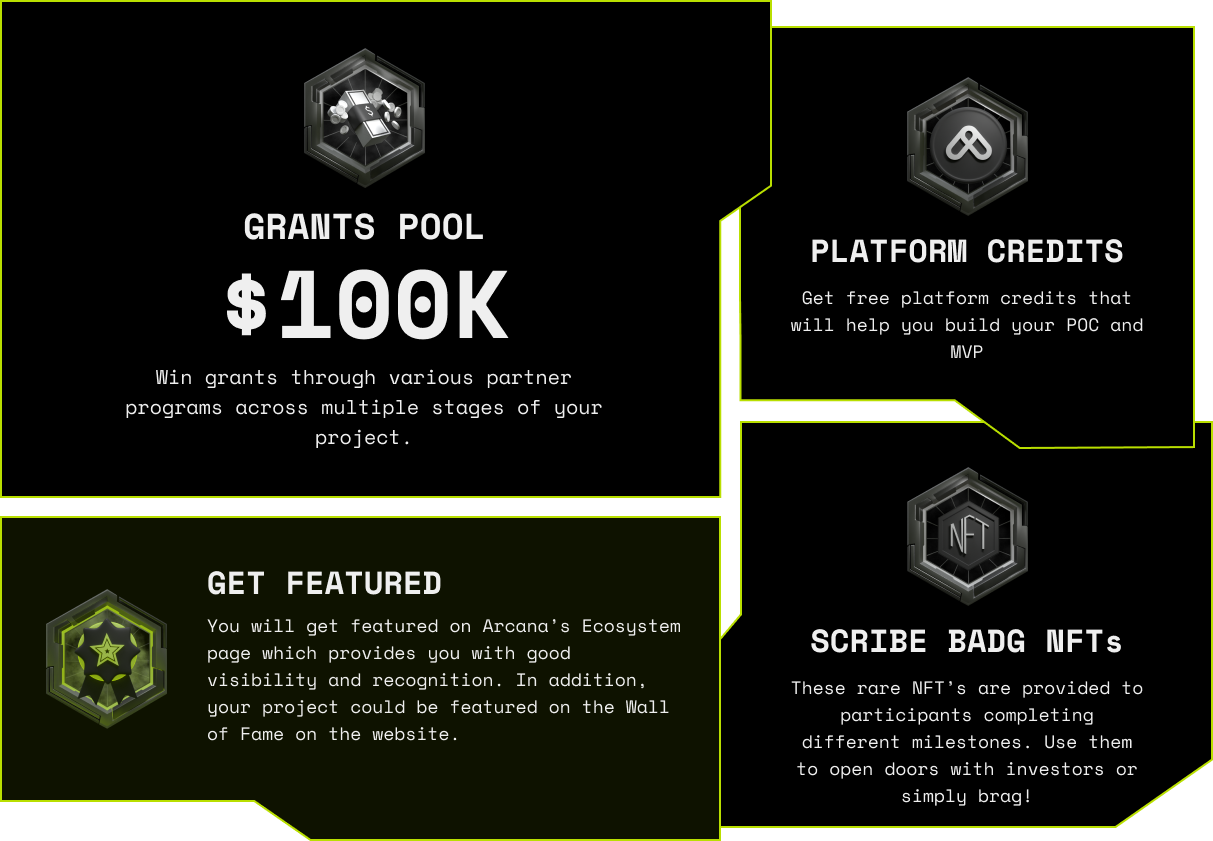 GRANTS POOL
$100K
Win grants through various partner
programs across multiple stages of your
project.
PLATFORM CREDITS
Get free platform credits that
will help you build your POC and
MVP
GET FEATURED
You will get featured on Arcana’s Ecosystem
page which provides you with good
visibility and recognition. In addition,
your project could be featured on the Wall
of Fame on the website.
NFT
SCRIBE BADG NFTs
These rare NFT’s are provided to
participants completing
different milestones. Use them
to open doors with investors or
simply brag!